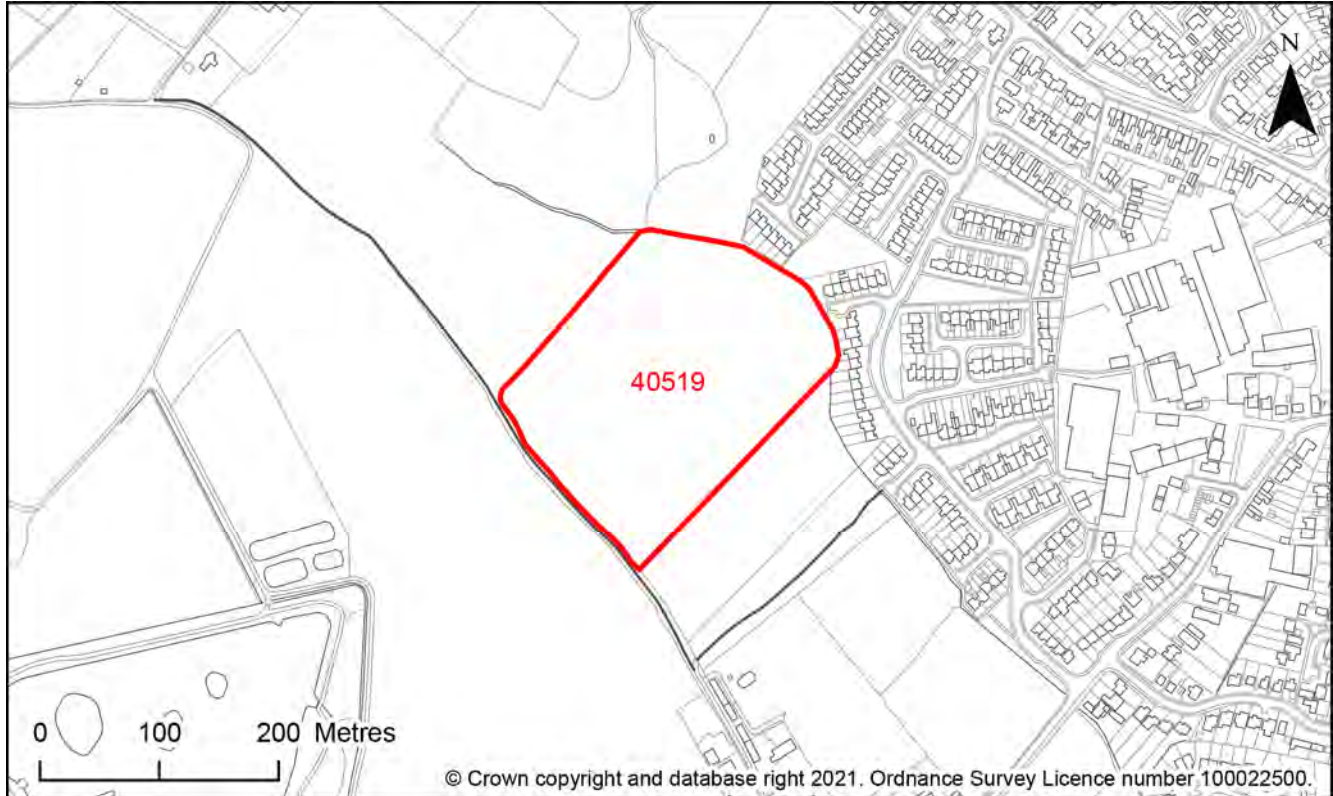 N
40519
0 100 200 Metres
© Crown copyright and database right 2021. Ordnance Survey Licence number 100022500.